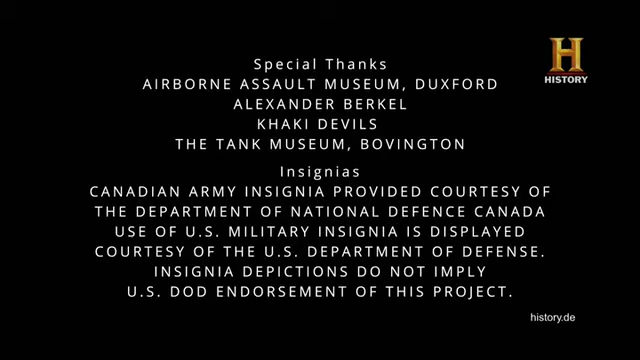 Special Thanks
AIRBORNE ASSAULT MUSEUM, DUXFORD
ALEXANDER BERKEL
KHAKI DEVILS
THE TANK MUSEUM, BOVINGTON
Insignias
CANADIAN ARMY INSIGNIA PROVIDED COURTESY OF
THE DEPARTMENT OF NATIONAL DEFENCE CANADA
USE OF U.S. MILITARY INSIGNIA IS DISPLAYED
COURTESY OF THE U.S. DEPARTMENT OF DEFENSE.
INSIGNIA DEPICTIONS DO NOT IMPLY
U.S. DOD ENDORSEMENT OF THIS PROJECT.
H
HISTORY
history.de